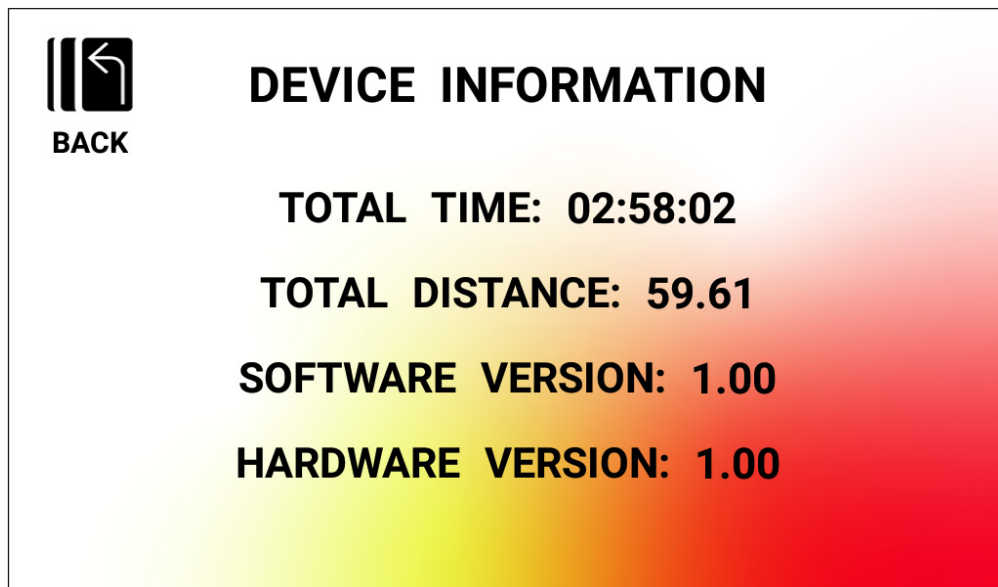 BACK
DEVICE INFORMATION
TOTAL TIME: 02:58:02
TOTAL DISTANCE: 59.61
SOFTWARE VERSION: 1.00
HARDWARE VERSION: 1.00